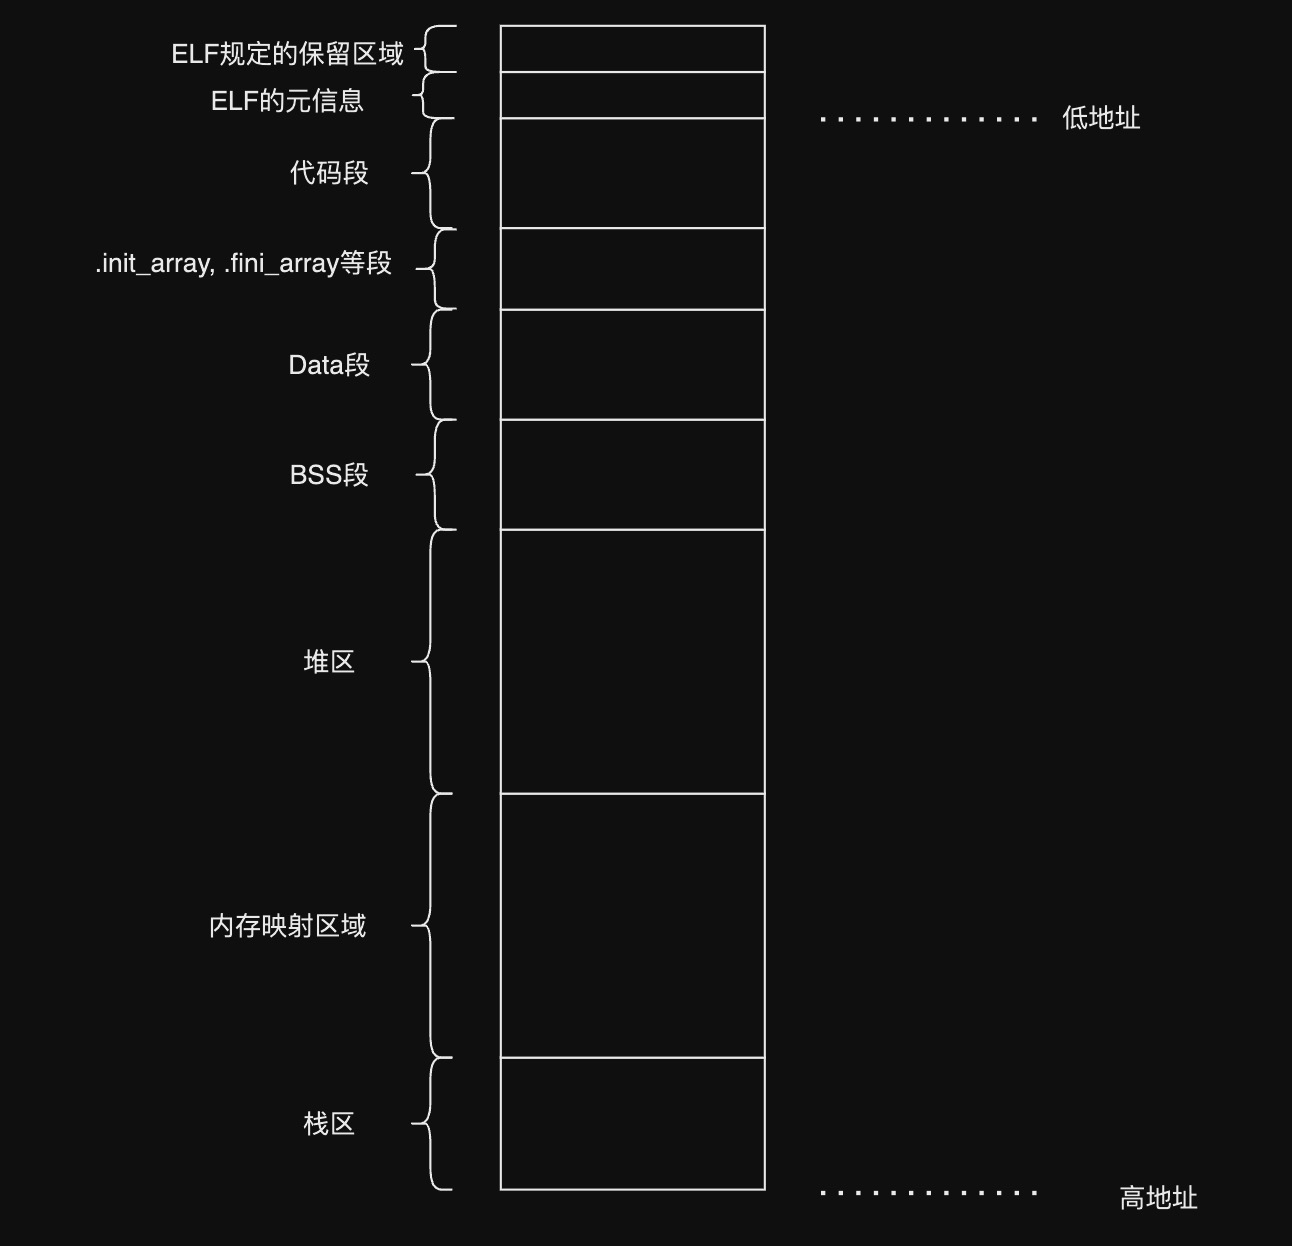 ELF规定的保留区域
ELF的元信息
低地址
代码段
.init_array, .fini_array等段
Data段
BSS段
堆区
内存映射区域
栈区
高地址